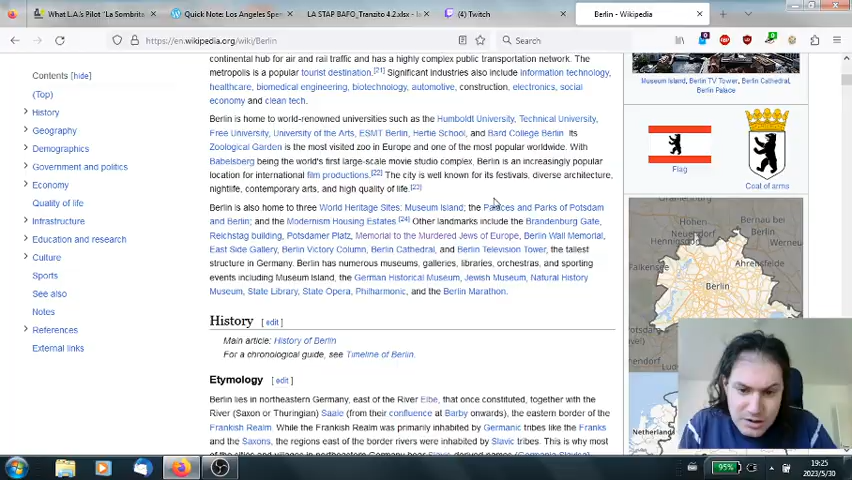 What L.A.'s Pilot "La Sombrita
Quick Note: Los Angeles Spen
LA STAP BAFO_Tranzito 4.2.xlsx - l
(4) Twitch
Berlin - Wikipedia
https://en.wikipedia.org/wiki/Berlin
Search
Contents [hide]
(Top)
History
Geography
Demographics
Government and politics
Economy
Quality of life
Infrastructure
Education and research
Culture
Sports
See also
Notes
References
External links
continental hub for air and rail traffic and has a highly complex public transportation network. The
metropolis is a popular tourist destination.[21] Significant industries also include information technology,
healthcare, biomedical engineering, biotechnology, automotive, construction, electronics, social
economy and clean tech.
Berlin is home to world-renowned universities such as the Humboldt University, Technical University,
Free University, University of the Arts, ESMT Berlin, Hertie School, and Bard College Berlin. Its
Zoological Garden is the most visited zoo in Europe and one of the most popular worldwide. With
Babelsberg being the world's first large-scale movie studio complex, Berlin is an increasingly popular
location for international film productions.[22] The city is well known for its festivals, diverse architecture,
nightlife, contemporary arts, and high quality of life.[23]
Berlin is also home to three World Heritage Sites: Museum Island; the Palaces and Parks of Potsdam
and Berlin; and the Modernism Housing Estates.[24] Other landmarks include the Brandenburg Gate,
Reichstag building, Potsdamer Platz, Memorial to the Murdered Jews of Europe, Berlin Wall Memorial,
East Side Gallery, Berlin Victory Column, Berlin Cathedral, and Berlin Television Tower, the tallest
structure in Germany. Berlin has numerous museums, galleries, libraries, orchestras, and sporting
events including Museum Island, the German Historical Museum, Jewish Museum, Natural History
Museum, State Library, State Opera, Philharmonic, and the Berlin Marathon.
History [ edit ]
Main article: History of Berlin
For a chronological guide, see Timeline of Berlin.
Etymology [ edit ]
Berlin lies in northeastern Germany, east of the River Elbe, that once constituted, together with the
River (Saxon or Thuringian) Saale (from their confluence at Barby onwards), the eastern border of the
Frankish Realm. While the Frankish Realm was primarily inhabited by Germanic tribes like the Franks
and the Saxons, the regions east of the border rivers were inhabited by Slavic tribes. This is why most
Museum Island, Berlin TV Tower, Berlin Cathedral,
Berlin Palace
Flag
Coat of arms
Hohen
Neuendorf
Bernau bei
Hennigsdorf
Werneu
Falkensee
Ahrensfelde
Berlin
Potsda
Ludwigsfelde
Netherland
95%
19:25
2023/5/30